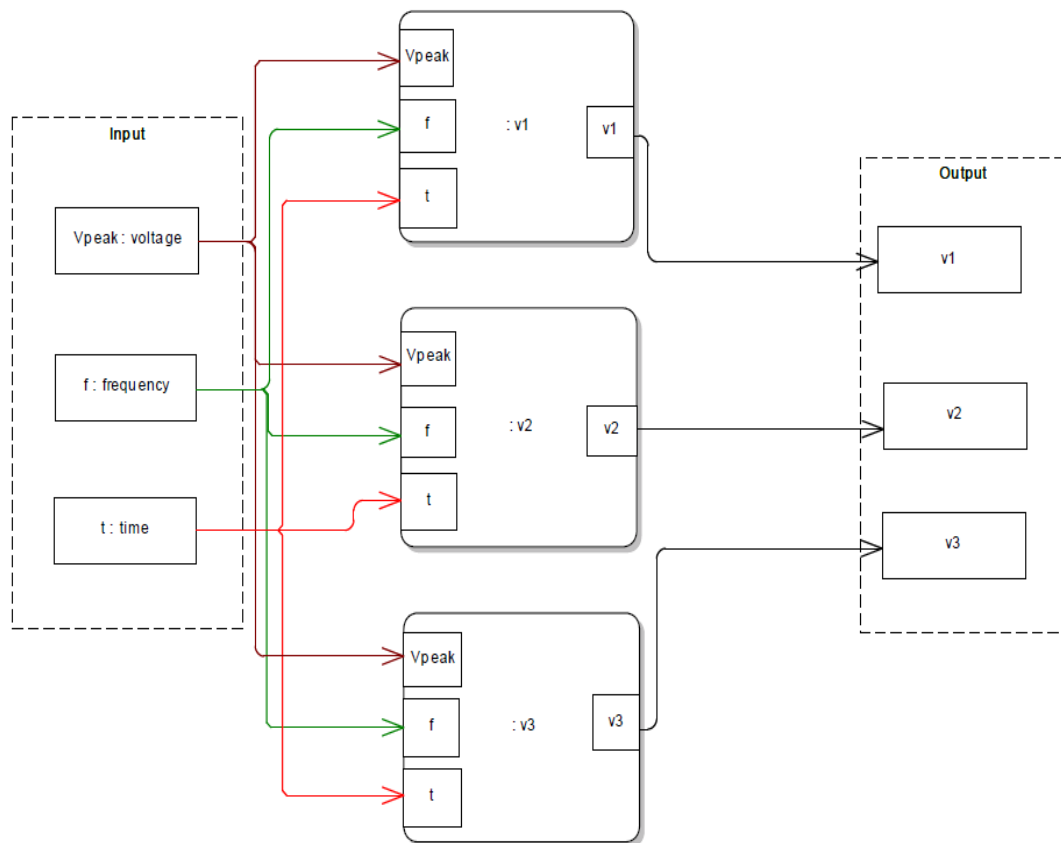 Input
Vpeak : voltage
f : frequency
t : time
Vpeak
f
t
: v1
v1
Vpeak
f
t
: v2
v2
Vpeak
f
t
: v3
v3
Output
v1
v2
v3